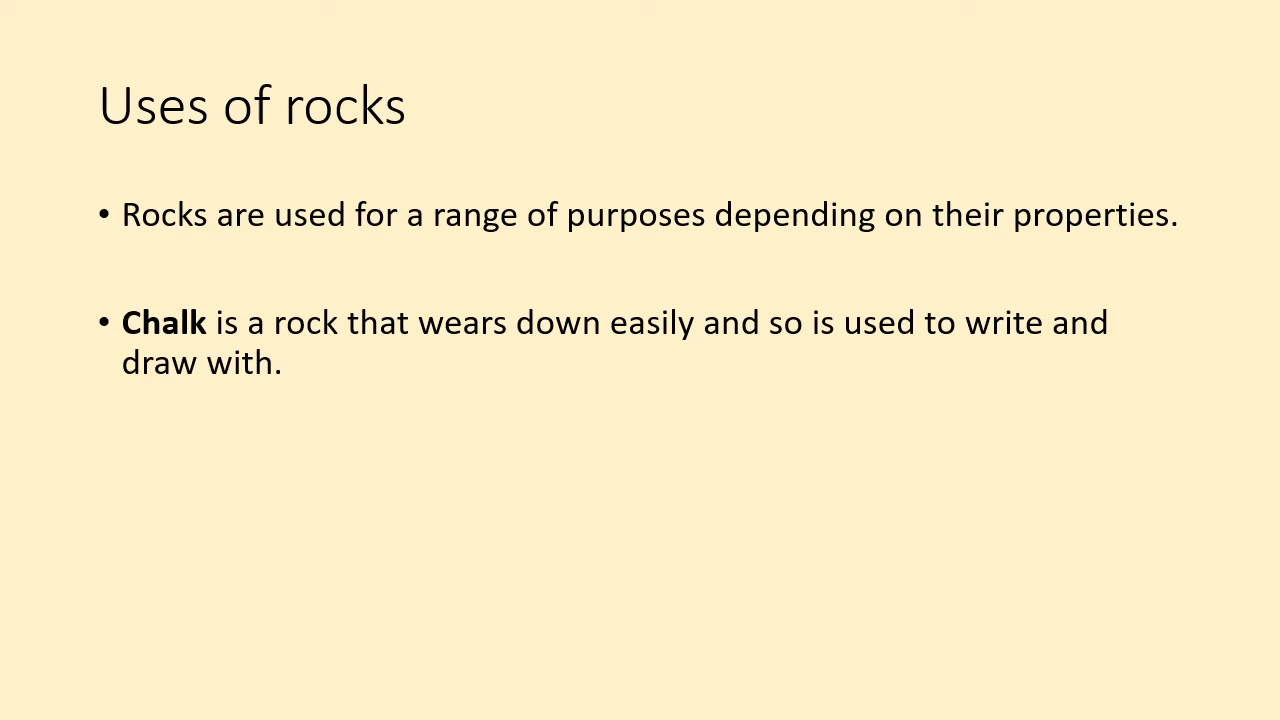 Uses of rocks
• Rocks are used for a range of purposes depending on their properties.
• Chalk is a rock that wears down easily and so is used to write and
draw with.